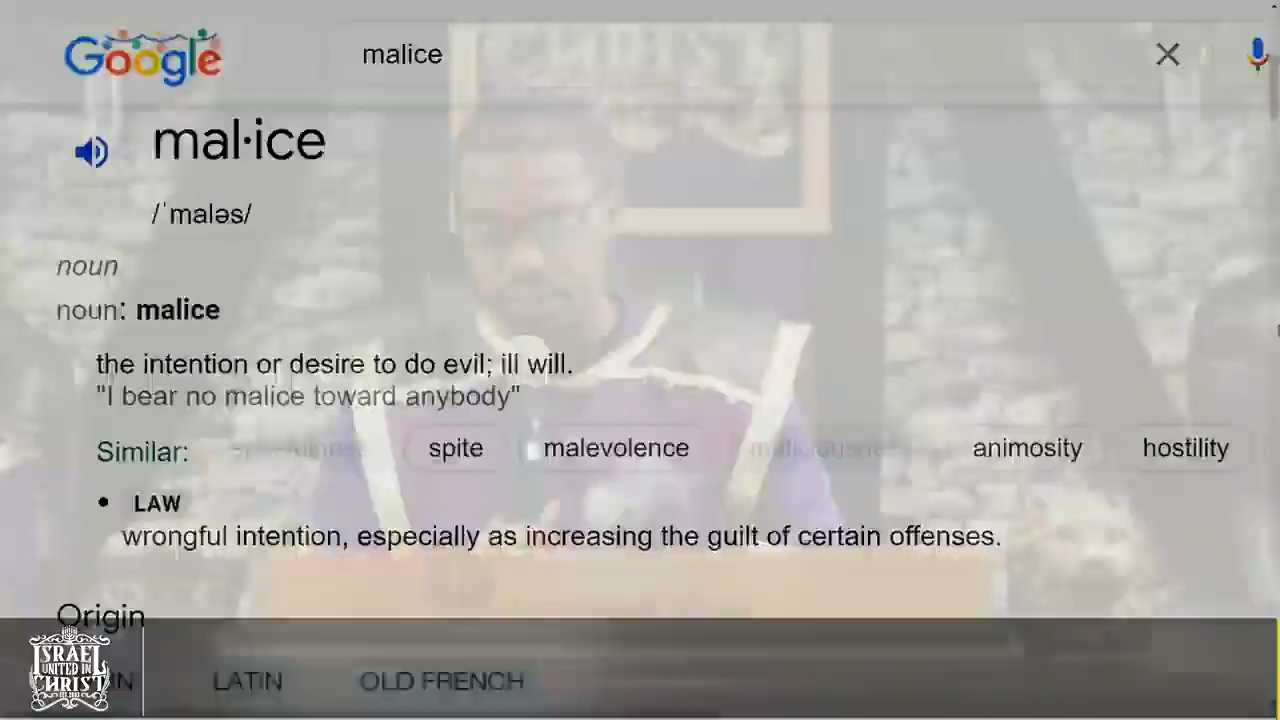 Google
malice
mal·ice
/ˈmaləs/
noun
noun: malice
the intention or desire to do evil; ill will.
"I bear no malice toward anybody"
Similar: spite malevolence maliciousness animosity hostility
• LAW
wrongful intention, especially as increasing the guilt of certain offenses.
Origin
LATIN OLD FRENCH
ISRAEL
UNITED IN
CHRIST